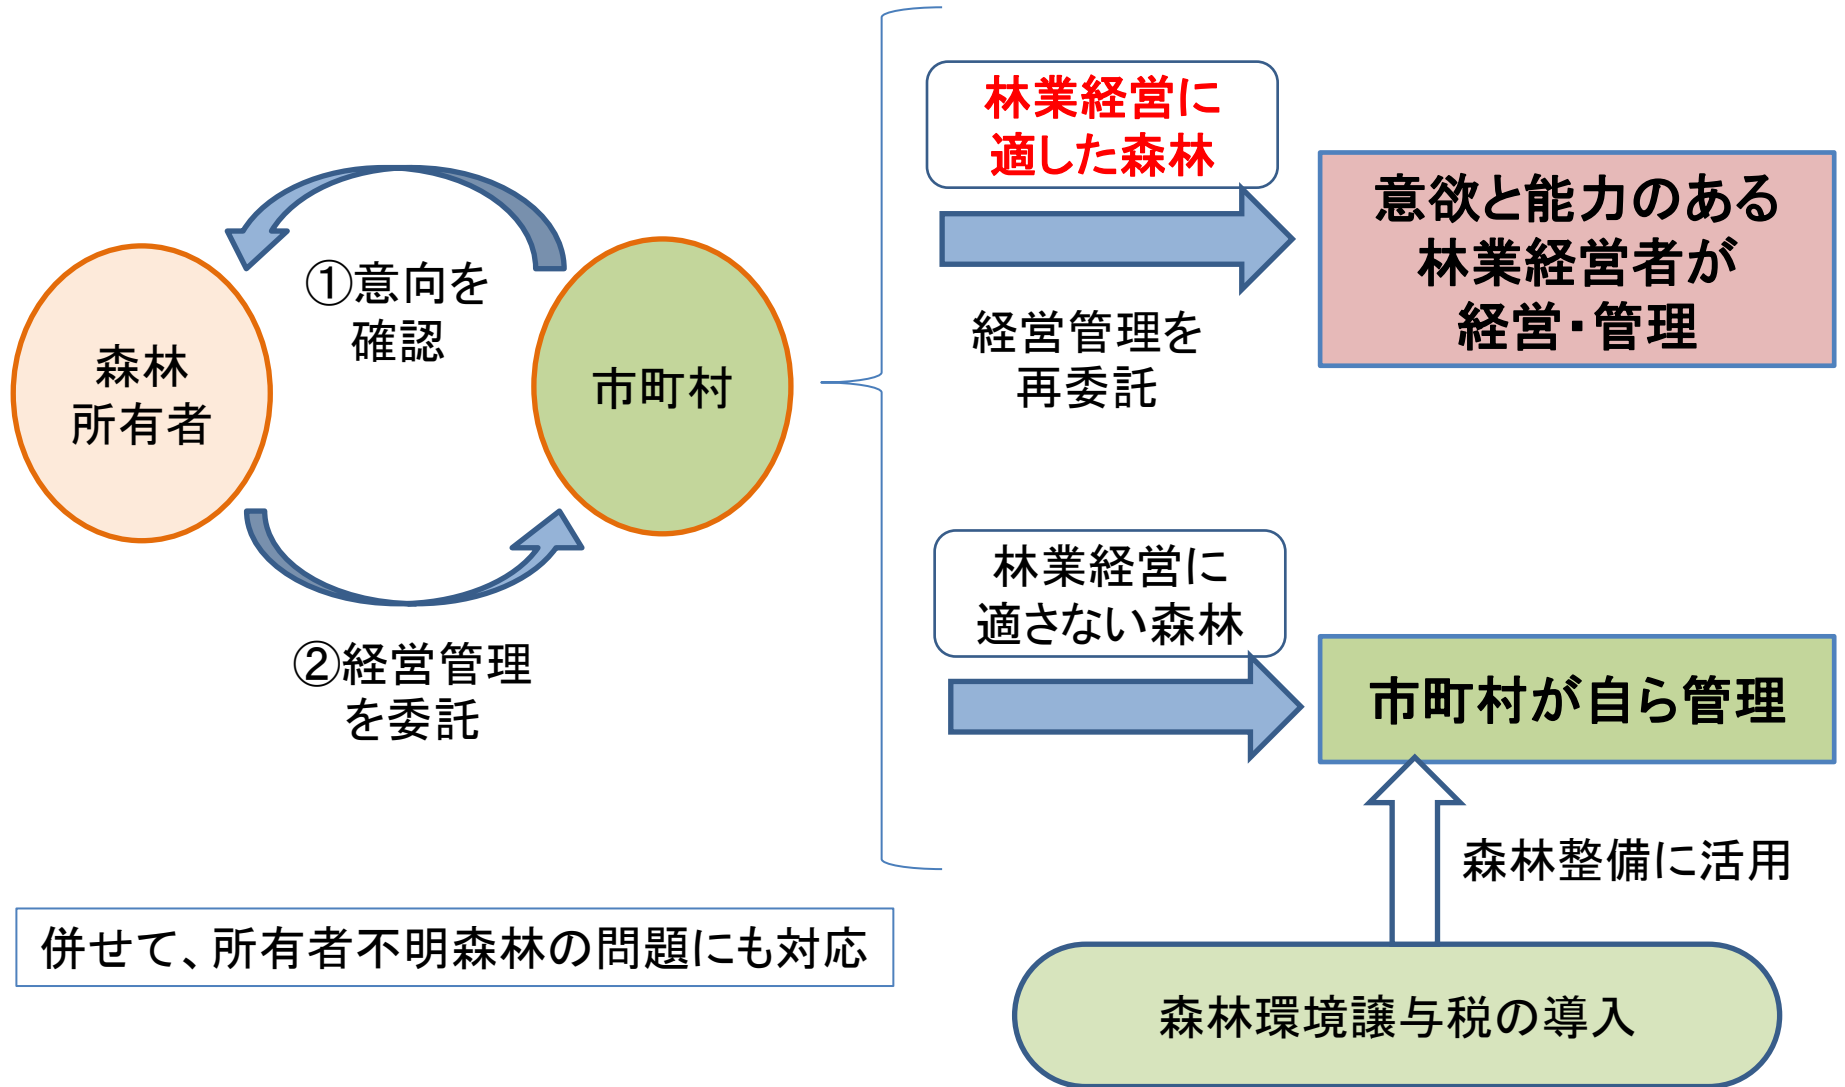 森林
所有者
①意向を
確認
市町村
②経営管理
を委託
林業経営に
適した森林
経営管理を
再委託
意欲と能力のある
林業経営者が
経営・管理
林業経営に
適さない森林
市町村が自ら管理
森林整備に活用
森林環境譲与税の導入
併せて、所有者不明森林の問題にも対応